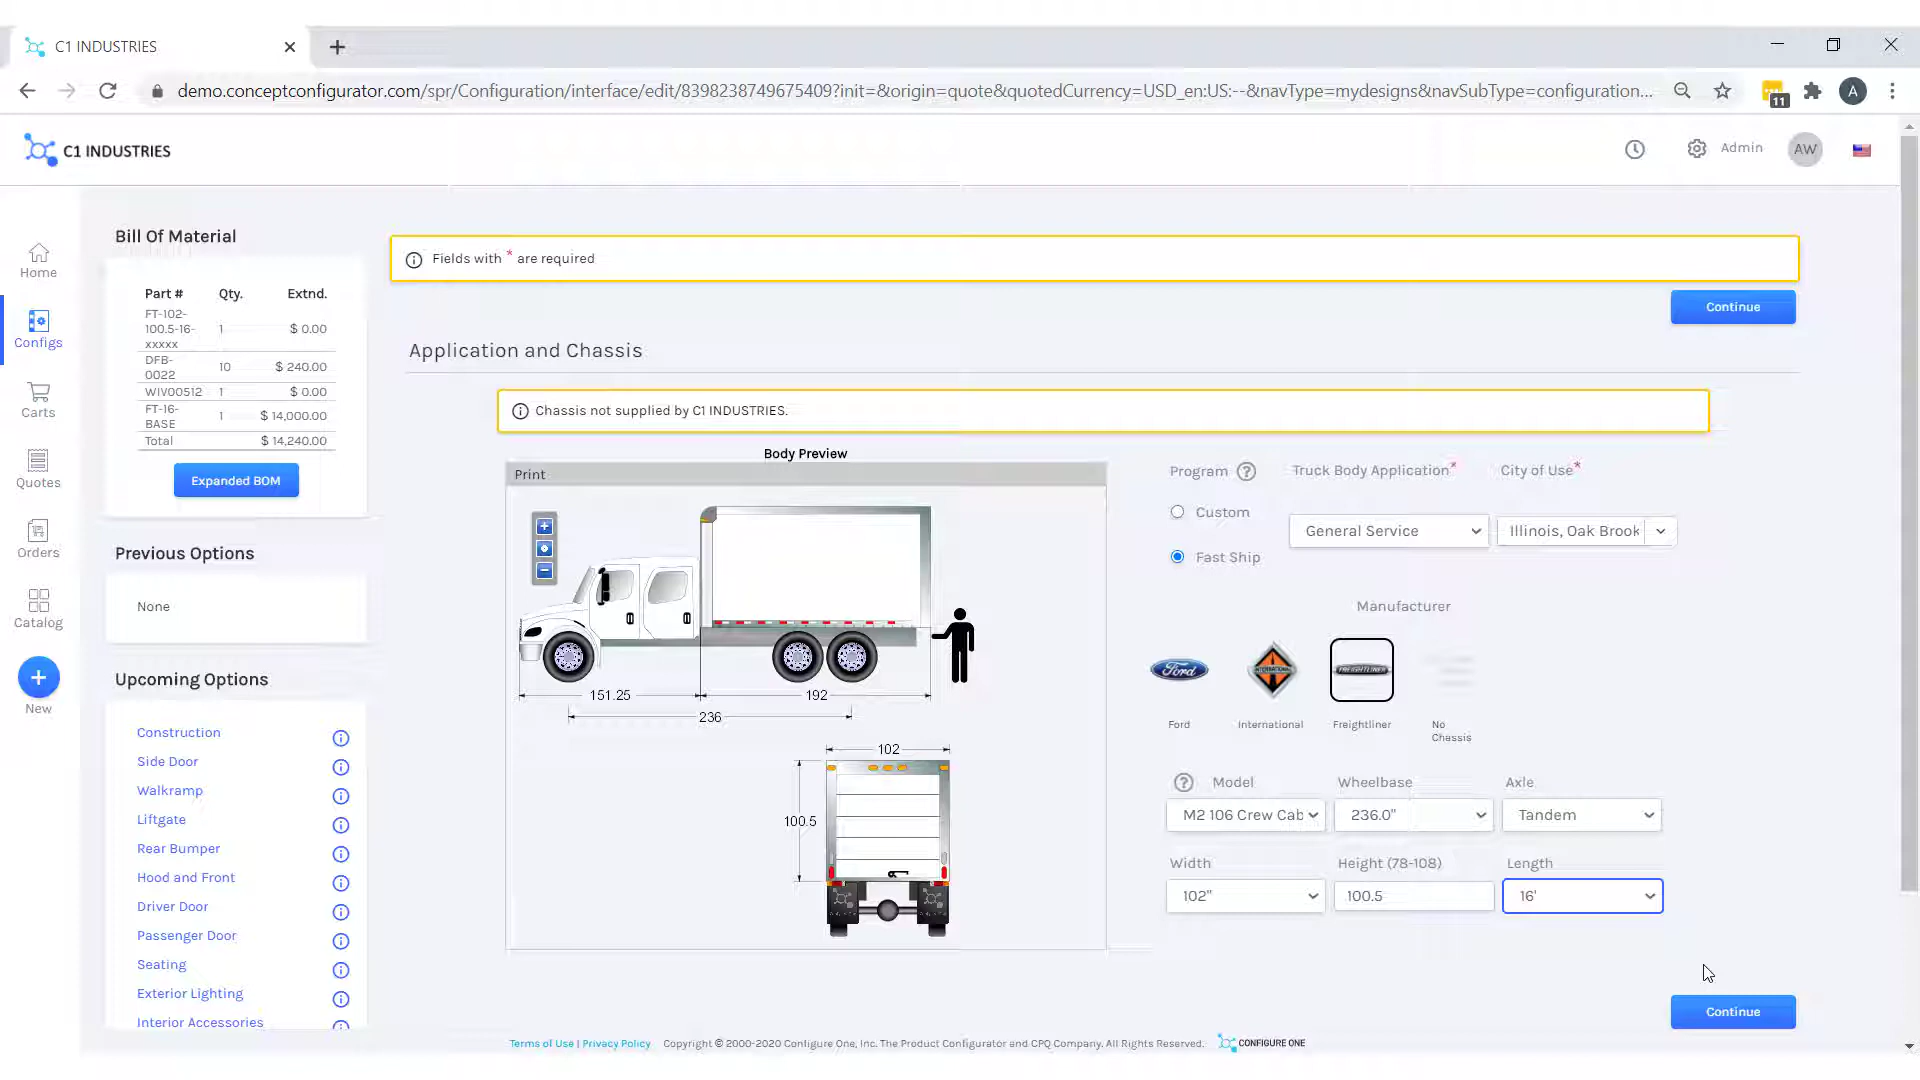 C1 INDUSTRIES
demo.conceptconfigurator.com/spr/Configuration/interface/edit/8398238749675409?init=&origin=quote&quotedCurrency=USD_en:US:--&navType=mydesigns&navSubType=configuration...
11
A
C1 INDUSTRIES
Admin
AW
Home
Configs
Carts
Quotes
Orders
Catalog
New
Bill Of Material
Part # Qty. Extnd.
FT-102-
100.5-16-
xxxxx
1 $ 0.00
DFB-
0022
10 $ 240.00
WIV00512 1 $ 0.00
FT-16-
BASE
1 $ 14,000.00
Total $ 14,240.00
Expanded BOM
Previous Options
None
Upcoming Options
Construction
Side Door
Walkramp
Liftgate
Rear Bumper
Hood and Front
Driver Door
Passenger Door
Seating
Exterior Lighting
Interior Accessories
Fields with * are required
Continue
Application and Chassis
Chassis not supplied by C1 INDUSTRIES.
Body Preview
Print
151.25
192
236
102
100.5
Program ? Truck Body Application* City of Use*
Custom
General Service
Illinois, Oak Brook
Fast Ship
Manufacturer
Ford
INTERNATIONAL
FREIGHTLINER
Ford
International
Freightliner
No
Chassis
? Model Wheelbase Axle
M2 106 Crew Cab 236.0" Tandem
Width Height (78-108) Length
102" 100.5 16'
Continue
Terms of Use | Privacy Policy Copyright © 2000-2020 Configure One, Inc. The Product Configurator and CPQ Company. All Rights Reserved. CONFIGURE ONE